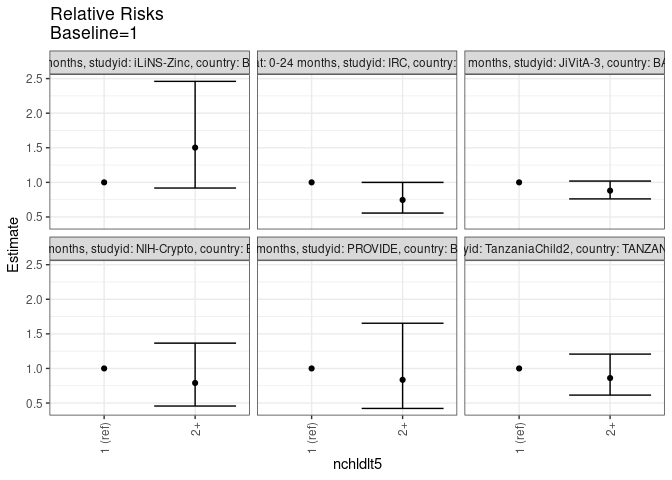 Relative Risks
Baseline=1
months, studyid: iLiNS-Zinc, country: B
at: 0-24 months, studyid: IRC, country:
months, studyid: JiVitA-3, country: BA
2.5
2.0
1.5
1.0
0.5
months, studyid: NIH-Crypto, country: B
months, studyid: PROVIDE, country: B
yid: TanzaniaChild2, country: TANZAN
2.5
2.0
1.5
1.0
0.5
Estimate
1 (ref)
2+
1 (ref)
2+
1 (ref)
2+
nchldlt5